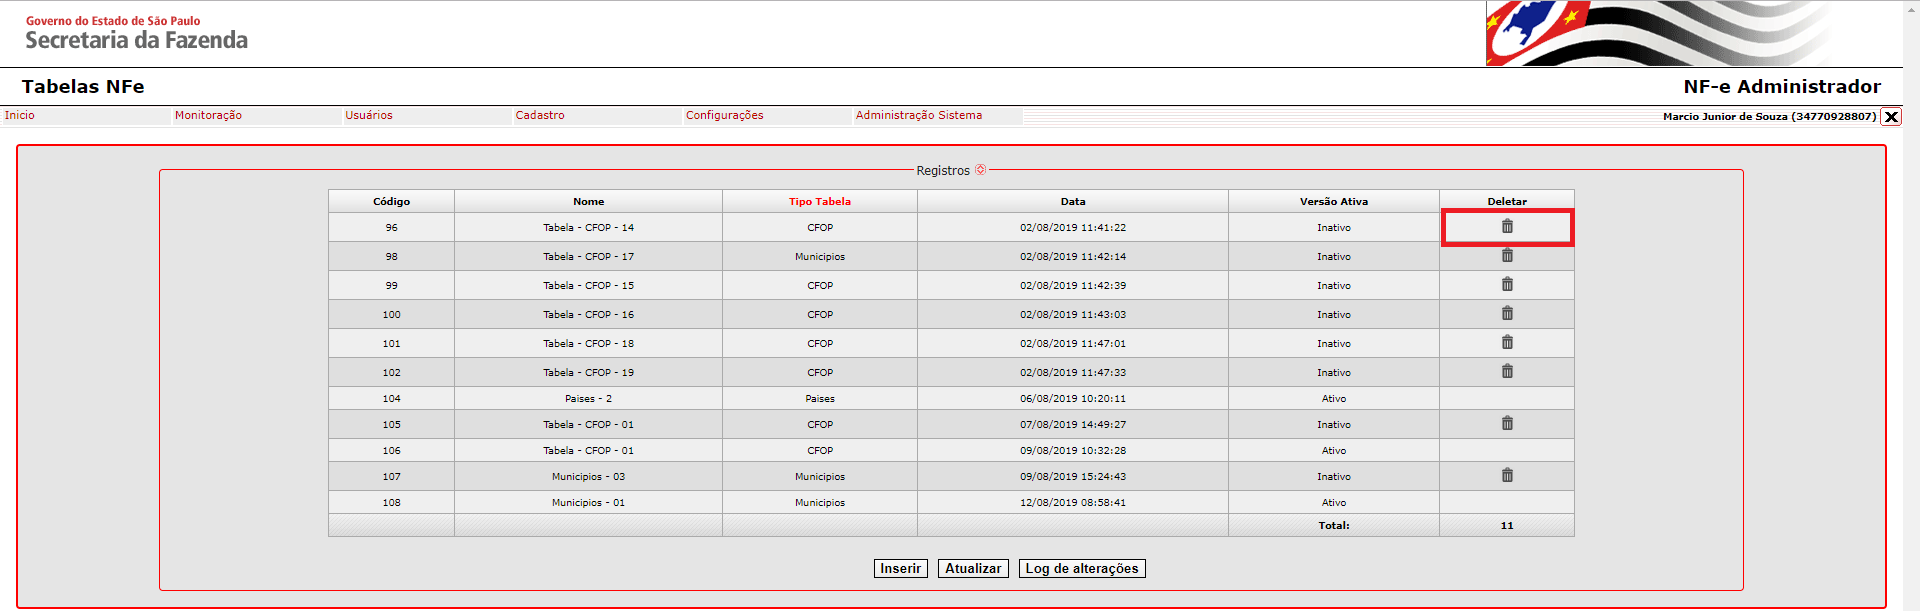 Governo do Estado de São Paulo
Secretaria da Fazenda
Tabelas NFe NF-e Administrador
Inicio Monitoração Usuários Cadastro Configurações Administração Sistema Marcio Junior de Souza (34770928807) X
Registros
Código Nome Tipo Tabela Data Versão Ativa Deletar
96 Tabela - CFOP - 14 CFOP 02/08/2019 11:41:22 Inativo
98 Tabela - CFOP - 17 Municipios 02/08/2019 11:42:14 Inativo
99 Tabela - CFOP - 15 CFOP 02/08/2019 11:42:39 Inativo
100 Tabela - CFOP - 16 CFOP 02/08/2019 11:43:03 Inativo
101 Tabela - CFOP - 18 CFOP 02/08/2019 11:47:01 Inativo
102 Tabela - CFOP - 19 CFOP 02/08/2019 11:47:33 Inativo
104 Paises - 2 Paises 06/08/2019 10:20:11 Ativo
105 Tabela - CFOP - 01 CFOP 07/08/2019 14:49:27 Inativo
106 Tabela - CFOP - 01 CFOP 09/08/2019 10:32:28 Ativo
107 Municipios - 03 Municipios 09/08/2019 15:24:43 Inativo
108 Municipios - 01 Municipios 12/08/2019 08:58:41 Ativo
Total: 11
Inserir Atualizar Log de alterações